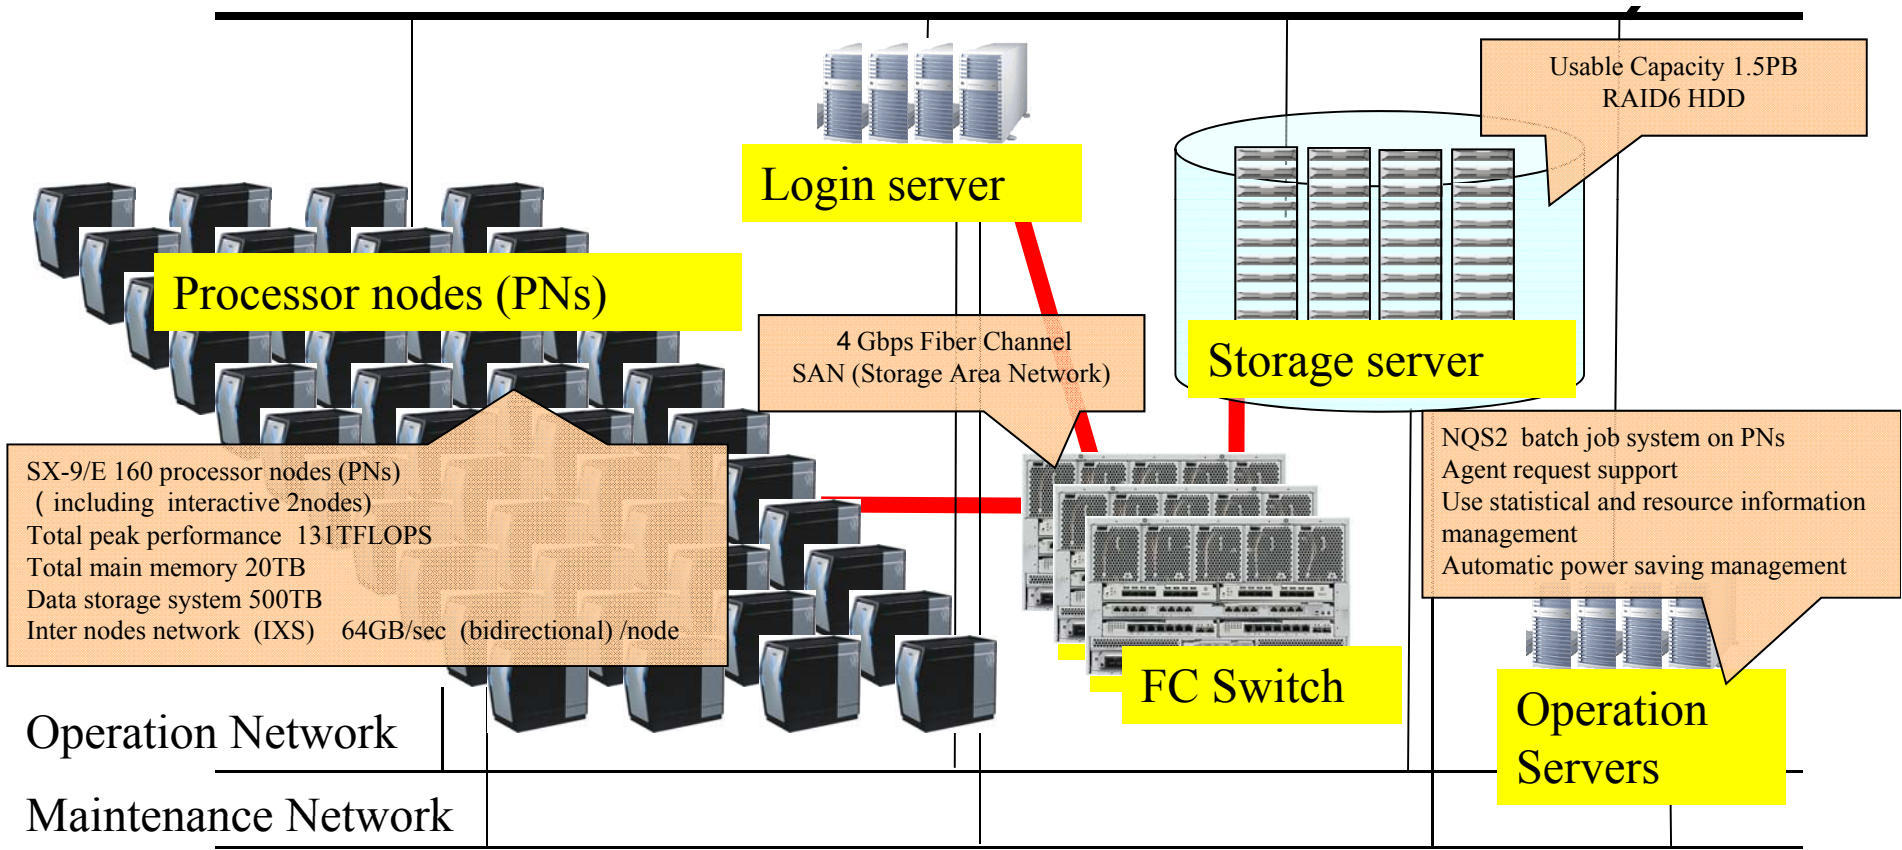 Usable Capacity 1.5PB
RAID6 HDD
Login server
Processor nodes (PNs)
4 Gbps Fiber Channel
SAN (Storage Area Network)
Storage server
SX-9/E 160 processor nodes (PNs)
( including interactive 2nodes)
Total peak performance 131TFLOPS
Total main memory 20TB
Data storage system 500TB
Inter nodes network (IXS) 64GB/sec (bidirectional) /node
NQS2 batch job system on PNs
Agent request support
Use statistical and resource information
management
Automatic power saving management
FC Switch
Operation
Servers
Operation Network
Maintenance Network